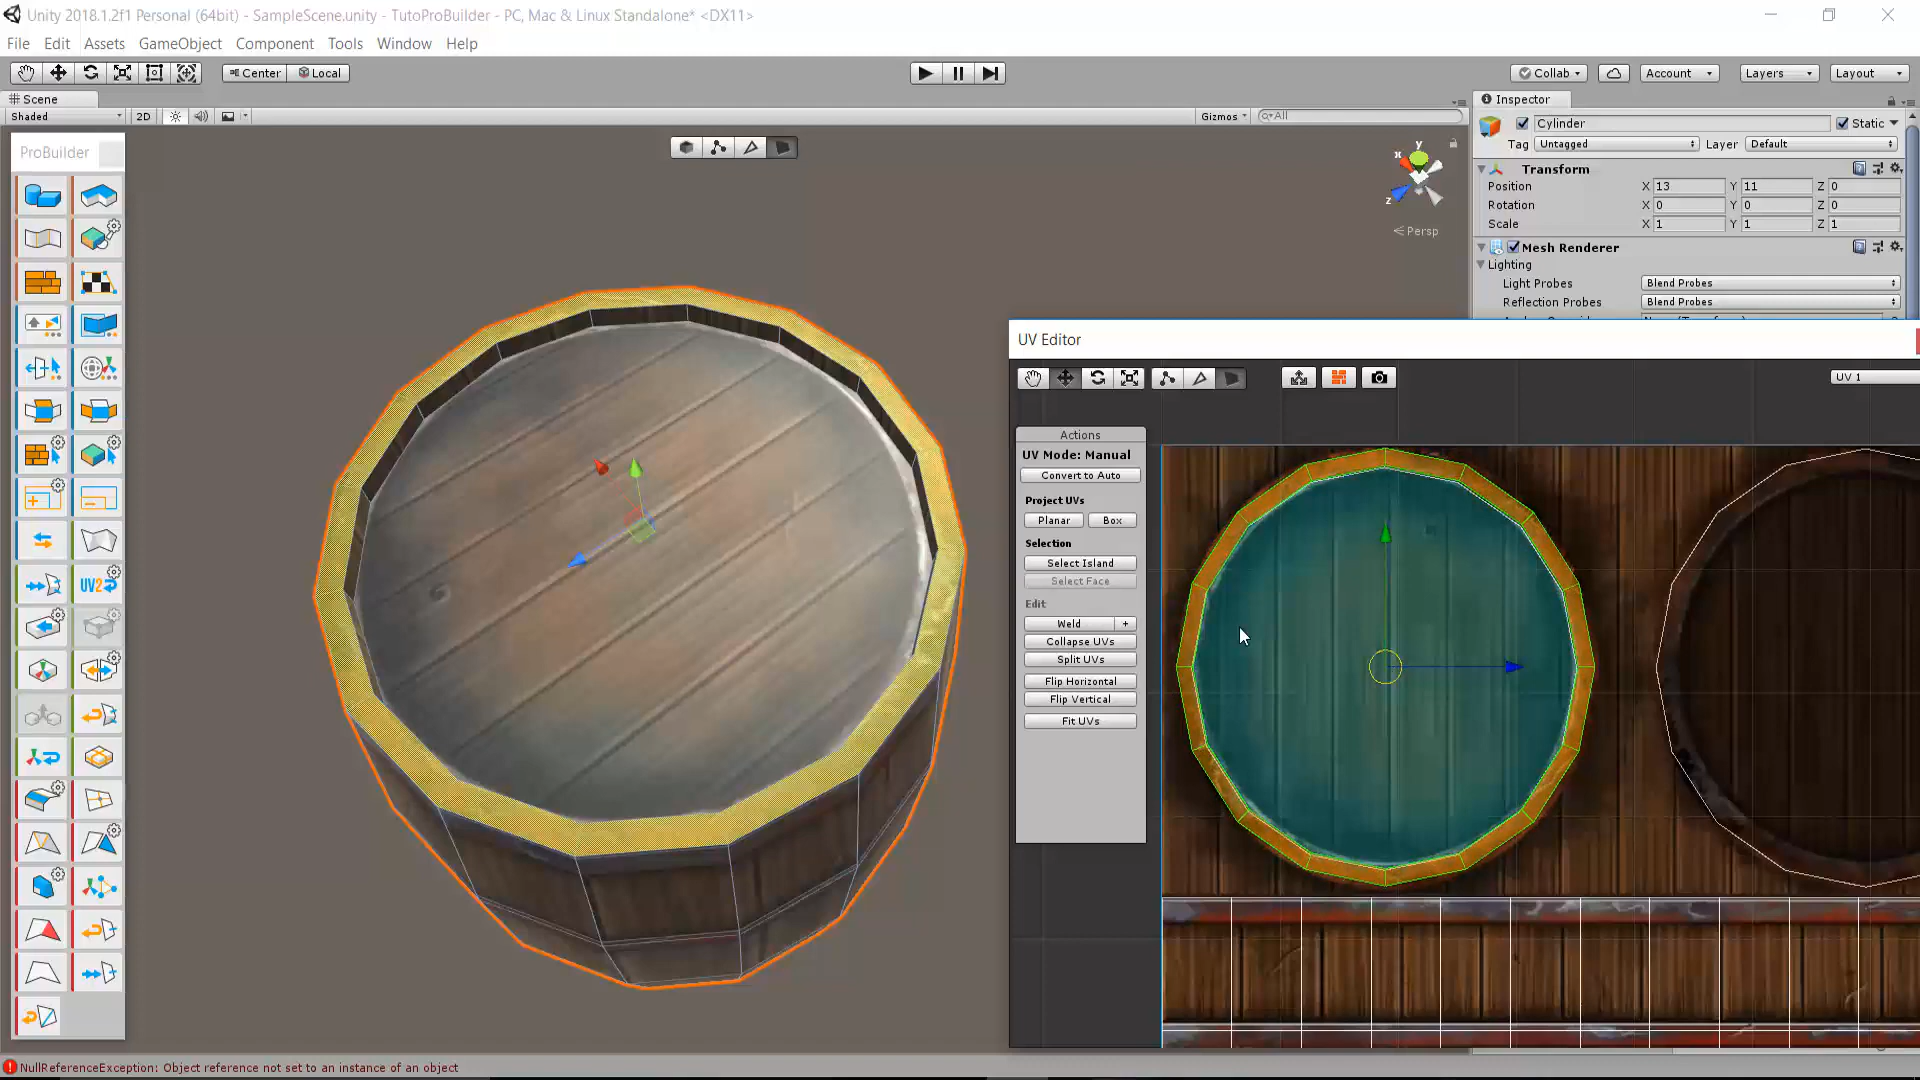 Unity 2018.1.2f1 Personal (64bit) - SampleScene.unity - TutoProBuilder - PC, Mac & Linux Standalone* <DX11>
File Edit Assets GameObject Component Tools Window Help
Center Local Collab Account Layers Layout
Scene Inspector
Shaded 2D Gizmos All
Cylinder Static
Tag Untagged Layer Default
ProBuilder
Transform
Position X 13 Y 11 Z 0
Rotation X 0 Y 0 Z 0
Scale X 1 Y 1 Z 1
y
x
z
Persp
Mesh Renderer
Lighting
Light Probes Blend Probes
Reflection Probes Blend Probes
UV Editor
UV 1
Actions
UV Mode: Manual
Convert to Auto
Project UVs
Planar Box
Selection
Select Island
Select Face
Edit
Weld +
Collapse UVs
Split UVs
Flip Horizontal
Flip Vertical
Fit UVs
UV2
NullReferenceException: Object reference not set to an instance of an object